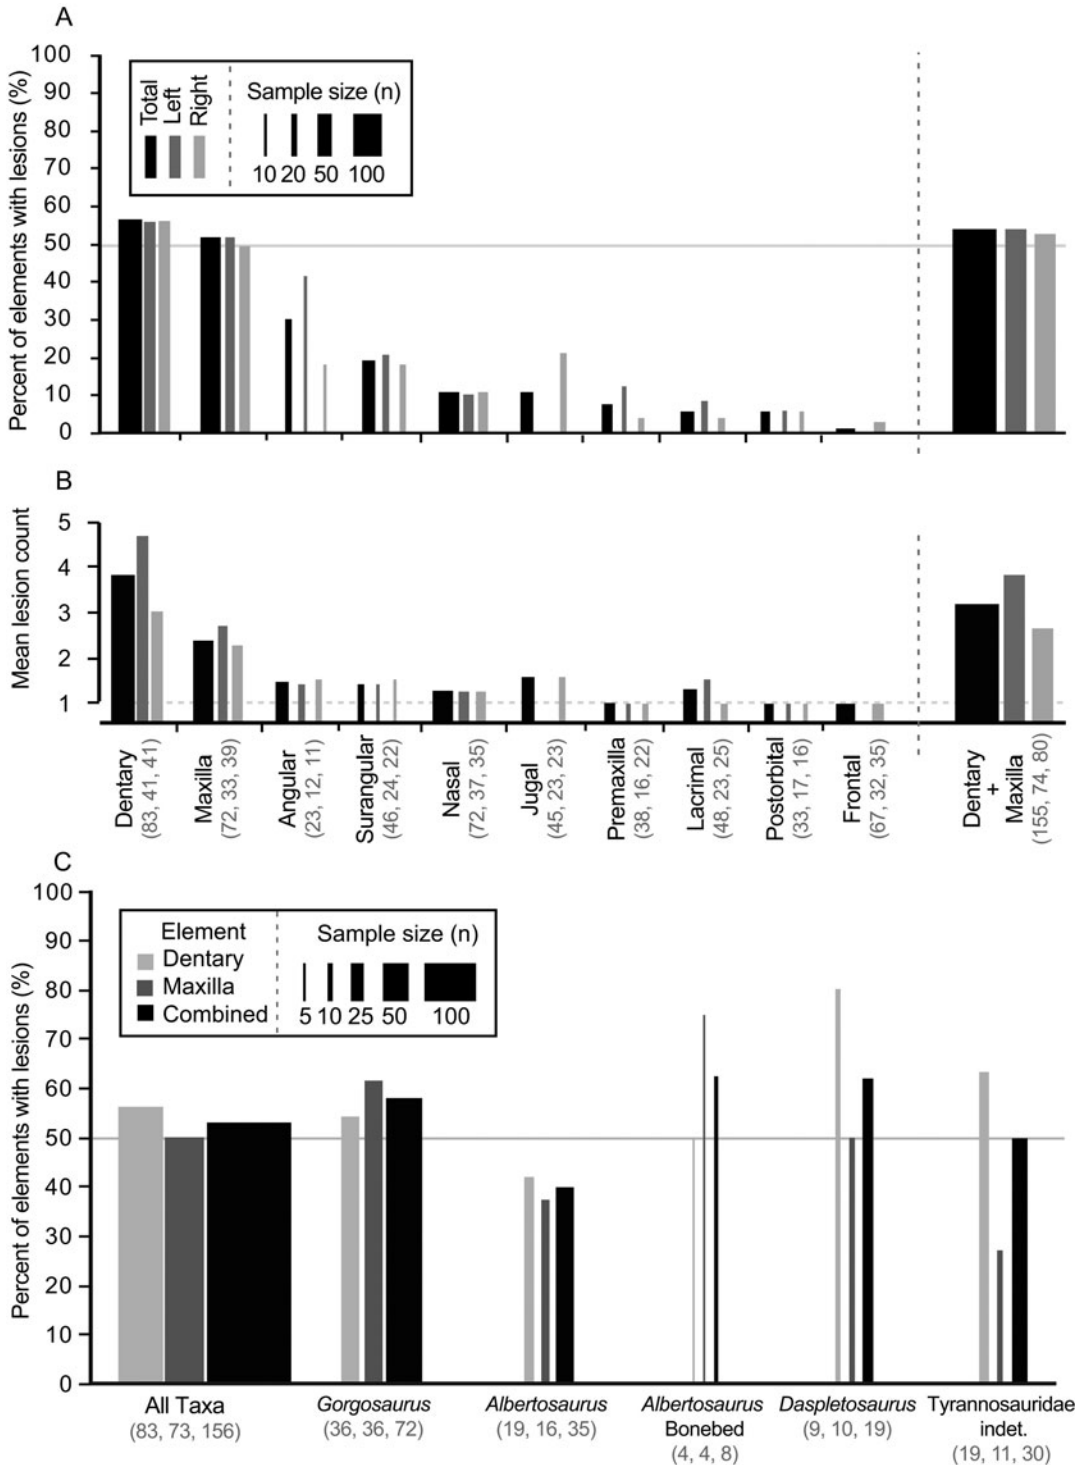 A
Percent of elements with lesions (%)
100
90
80
70
60
50
40
30
20
10
0
Total
Left
Right
Sample size (n)
10 20 50 100
B
Mean lesion count
5
4
3
2
1
Dentary
(83, 41, 41)
Maxilla
(72, 33, 39)
Angular
(23, 12, 11)
Surangular
(46, 24, 22)
Nasal
(72, 37, 35)
Jugal
(45, 23, 23)
Premaxilla
(38, 16, 22)
Lacrimal
(48, 23, 25)
Postorbital
(33, 17, 16)
Frontal
(67, 32, 35)
Dentary
+
Maxilla
(155, 74, 80)
C
Percent of elements with lesions (%)
100
90
80
70
60
50
40
30
20
10
0
Element
Dentary
Maxilla
Combined
Sample size (n)
5 10 25 50 100
All Taxa
(83, 73, 156)
Gorgosaurus
(36, 36, 72)
Albertosaurus
(19, 16, 35)
Albertosaurus
Bonebed
(4, 4, 8)
Daspletosaurus
(9, 10, 19)
Tyrannosauridae
indet.
(19, 11, 30)